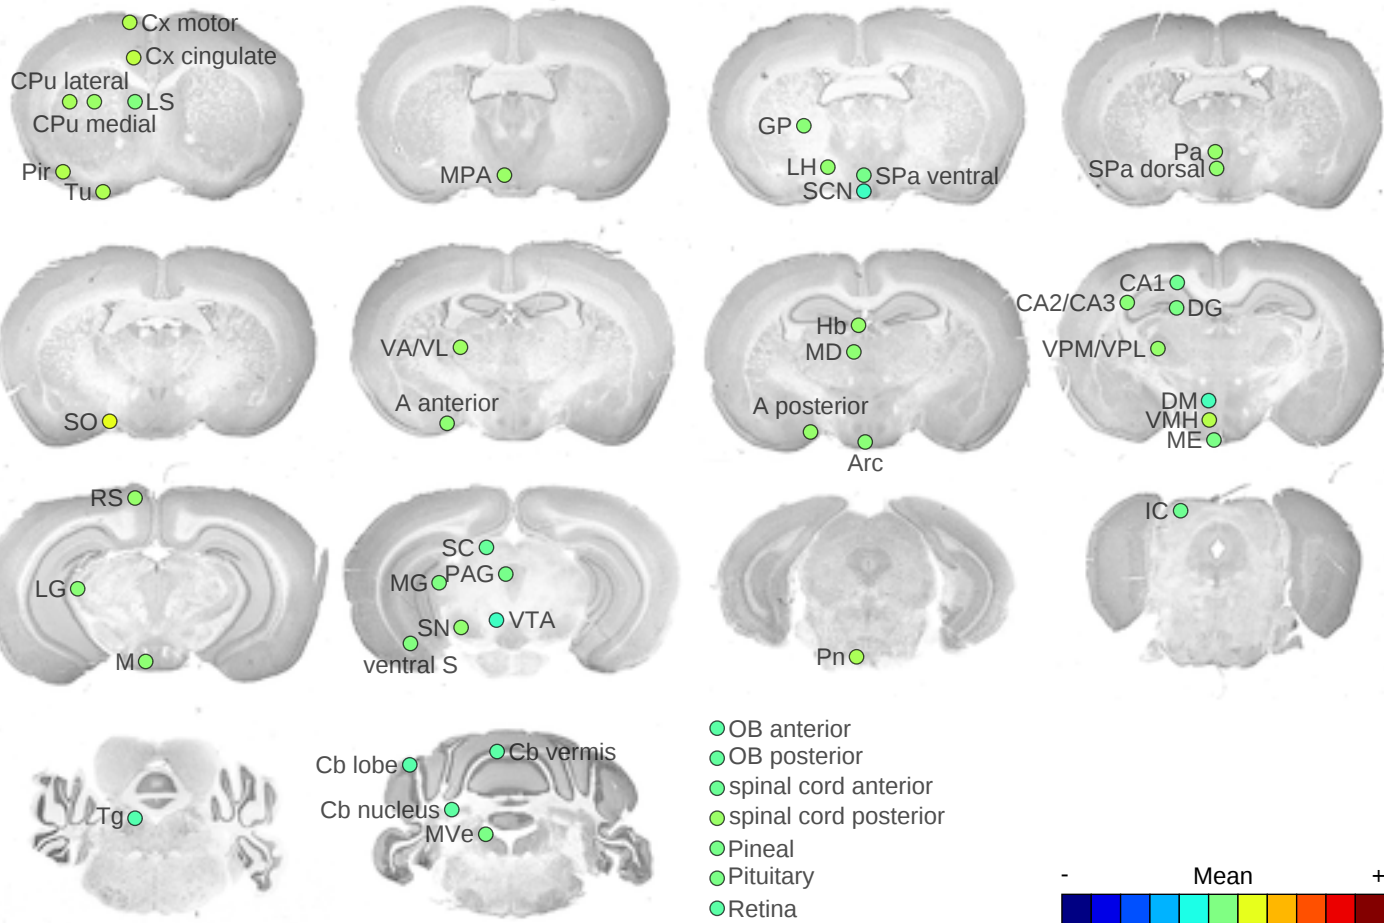 Cx motor
Cx cingulate
CPu lateral
LS
CPu medial
Pir
Tu
MPA
GP
LH
SPa ventral
SCN
Pa
SPa dorsal
SO
VA/VL
A anterior
Hb
MD
A posterior
Arc
CA1
CA2/CA3
DG
VPM/VPL
DM
VMH
ME
RS
LG
M
SC
MG
PAG
SN
VTA
ventral S
Pn
IC
Tg
Cb lobe
Cb vermis
Cb nucleus
MVe
OB anterior
OB posterior
spinal cord anterior
spinal cord posterior
Pineal
Pituitary
Retina
- Mean +